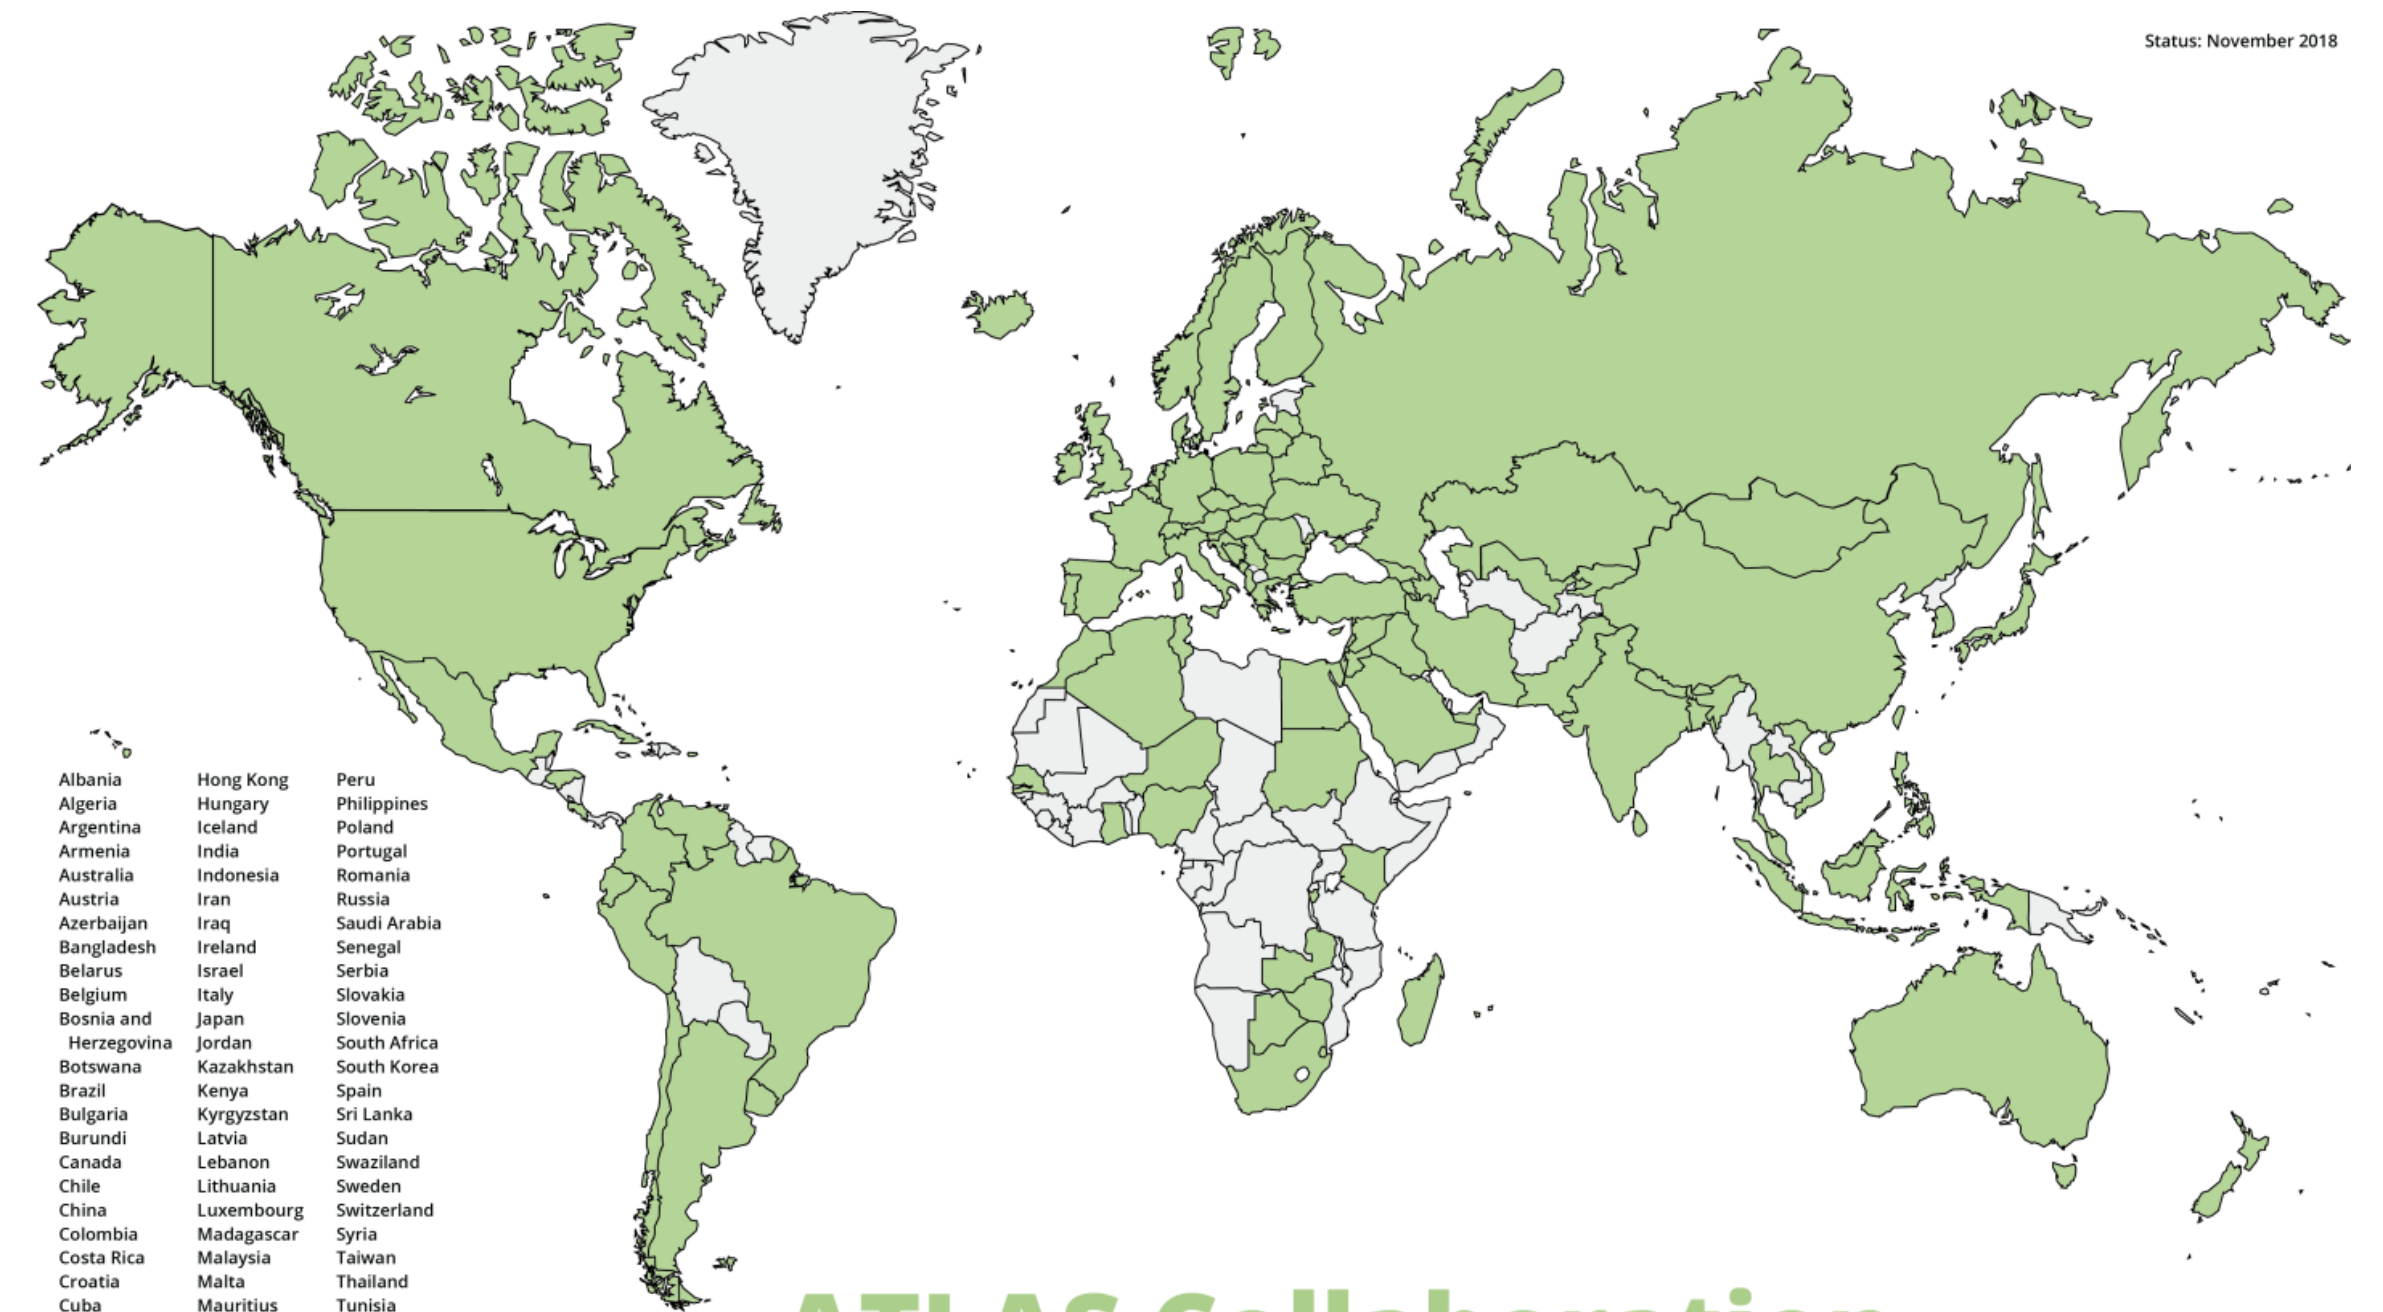 Status: November 2018
Albania
Algeria
Argentina
Armenia
Australia
Austria
Azerbaijan
Bangladesh
Belarus
Belgium
Bosnia and
Herzegovina
Botswana
Brazil
Bulgaria
Burundi
Canada
Chile
China
Colombia
Costa Rica
Croatia
Cuba
Hong Kong
Hungary
Iceland
India
Indonesia
Iran
Iraq
Ireland
Israel
Italy
Japan
Jordan
Kazakhstan
Kenya
Kyrgyzstan
Latvia
Lebanon
Lithuania
Luxembourg
Madagascar
Malaysia
Malta
Mauritius
Peru
Philippines
Poland
Portugal
Romania
Russia
Saudi Arabia
Senegal
Serbia
Slovakia
Slovenia
South Africa
South Korea
Spain
Sri Lanka
Sudan
Swaziland
Sweden
Switzerland
Syria
Taiwan
Thailand
Tunisia
ATLAS Collaboration